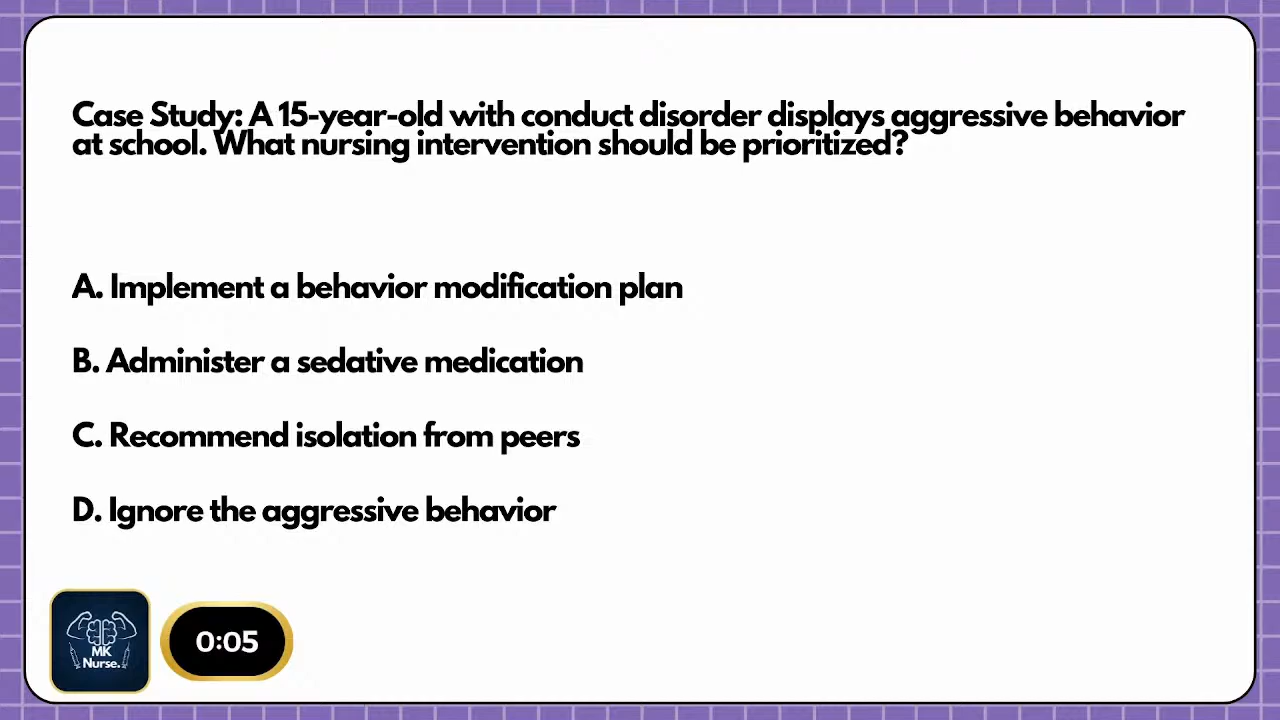 Case Study: A 15-year-old with conduct disorder displays aggressive behavior
at school. What nursing intervention should be prioritized?
A. Implement a behavior modification plan
B. Administer a sedative medication
C. Recommend isolation from peers
D. Ignore the aggressive behavior
MK
Nurse.
0:05